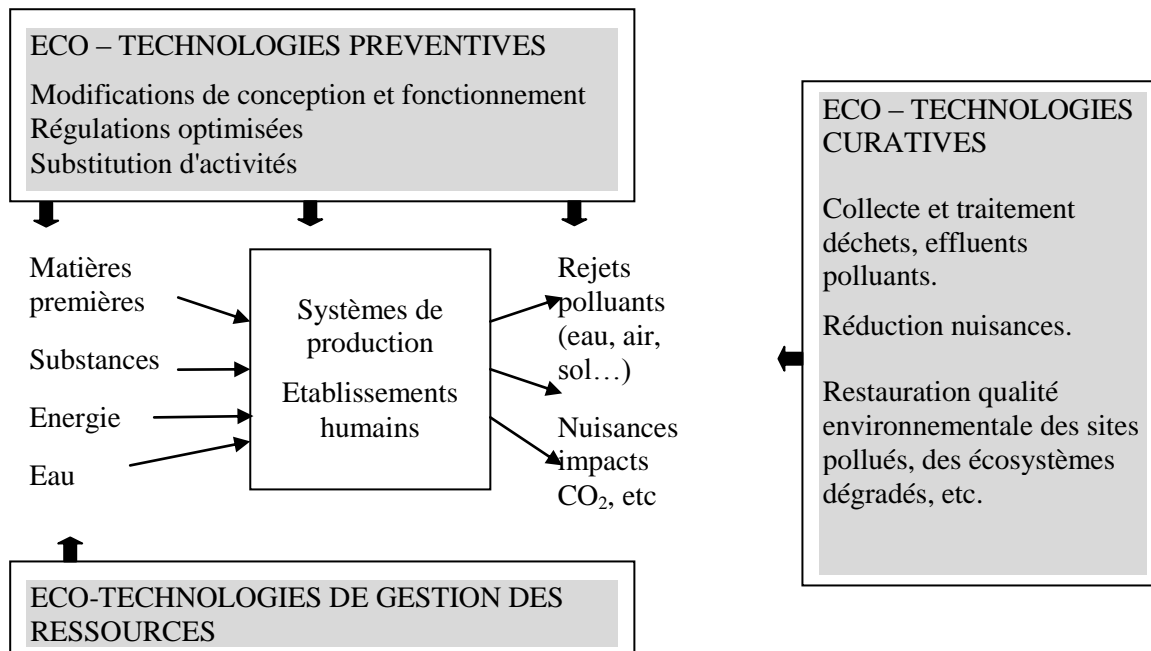 ECO – TECHNOLOGIES PREVENTIVES
Modifications de conception et fonctionnement
Régulations optimisées
Substitution d'activités
Matières
premières
Substances
Energie
Eau
Systèmes de
production
Etablissements
humains
Rejets
polluants
(eau, air,
sol…)
Nuisances
impacts
CO₂, etc
ECO – TECHNOLOGIES
CURATIVES
Collecte et traitement
déchets, effluents
polluants.
Réduction nuisances.
Restauration qualité
environnementale des sites
pollués, des écosystèmes
dégradés, etc.
ECO-TECHNOLOGIES DE GESTION DES
RESSOURCES